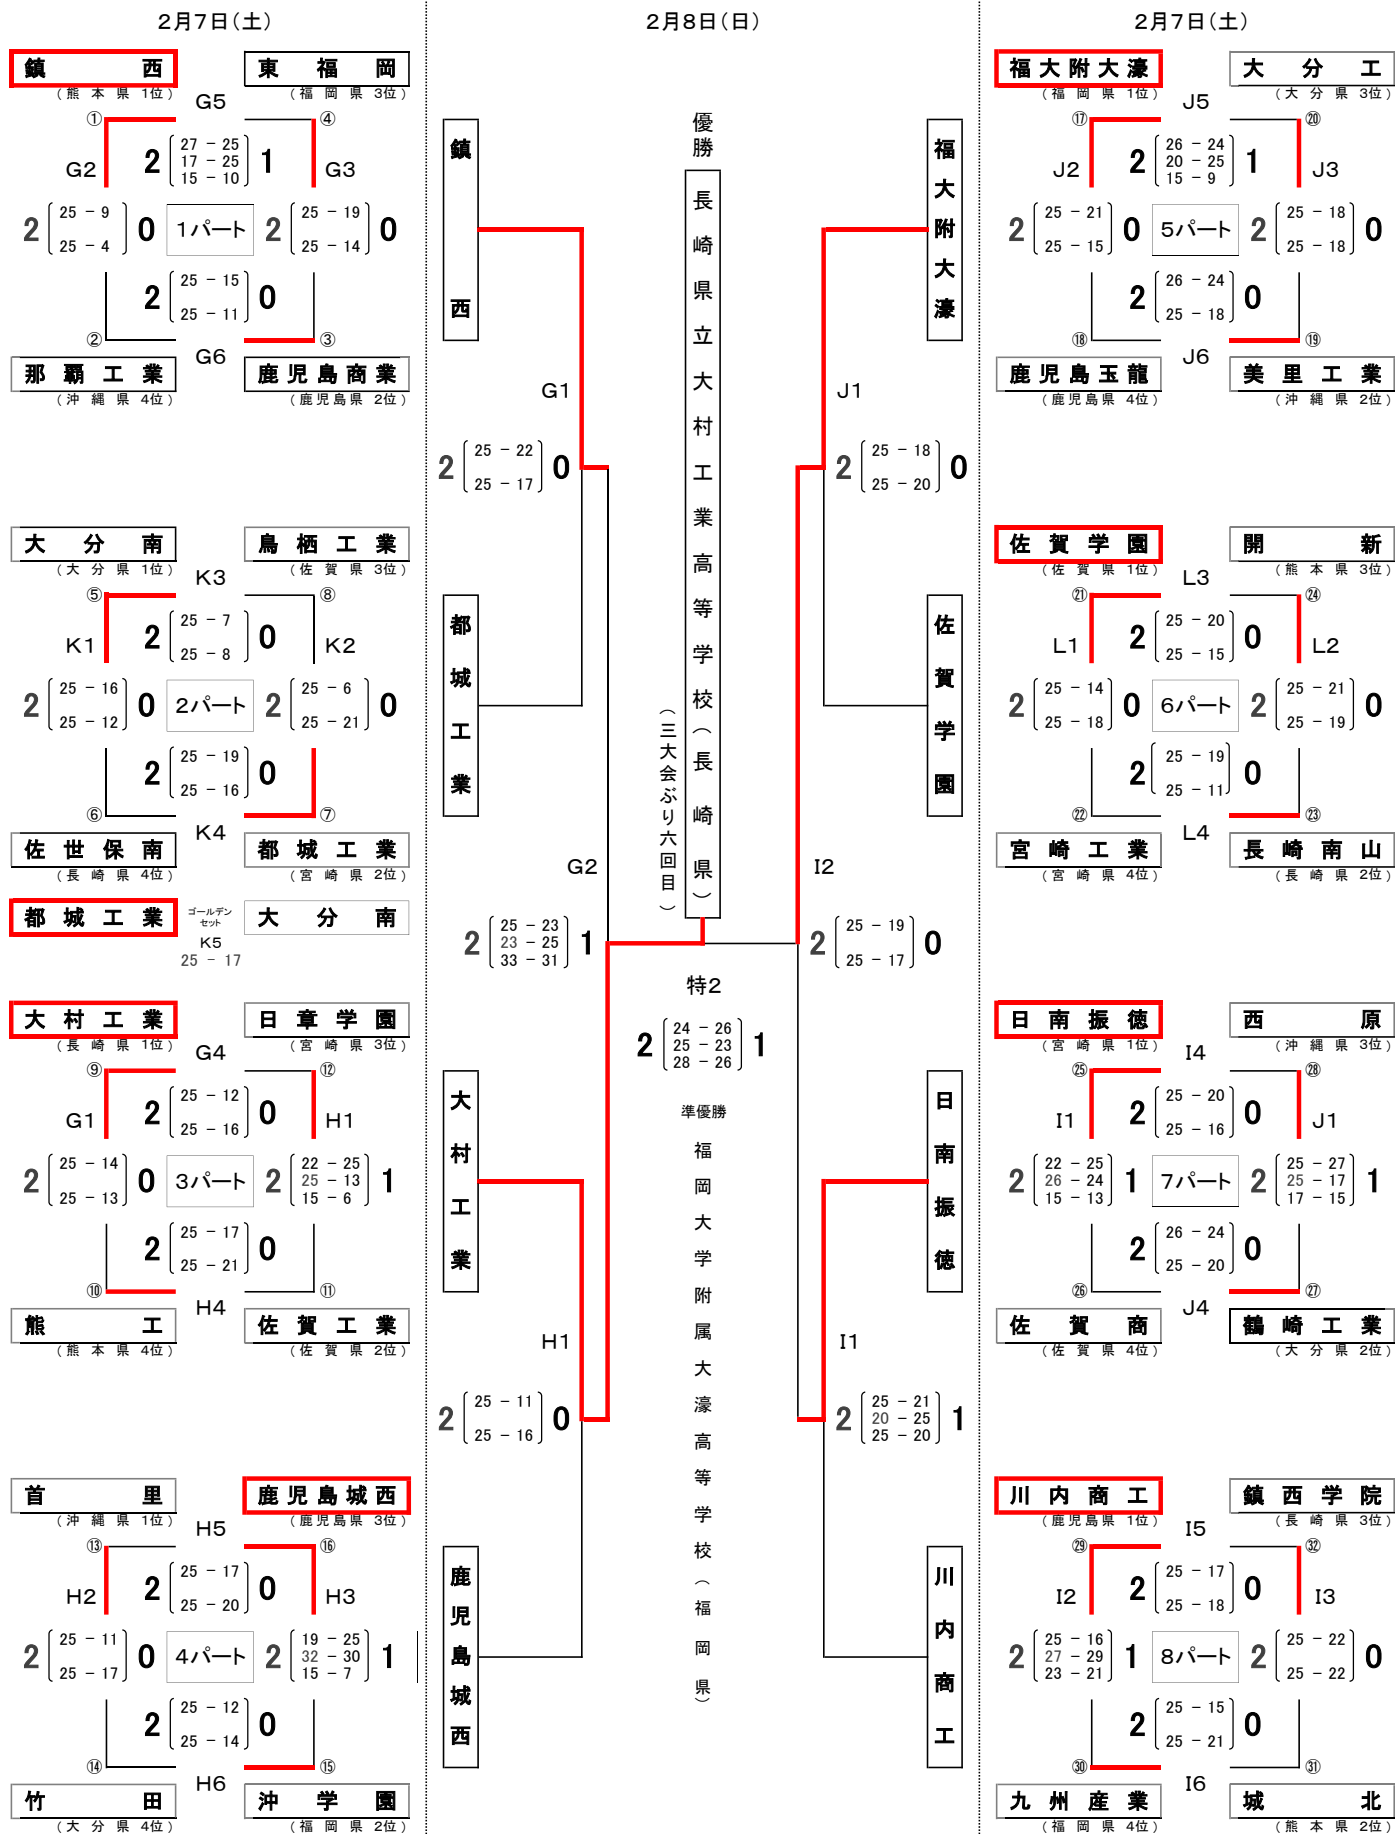 2月7日(土)
鎮西
(熊本県 1位)
東福岡
(福岡県 3位)
G5
①
④
27 − 25
17 − 25
15 − 10
2
1
G2
G3
25 − 9
25 − 4
2
0
1パート
25 − 19
25 − 14
2
0
25 − 15
25 − 11
2
0
②
③
G6
那覇工業
(沖縄県 4位)
鹿児島商業
(鹿児島県 2位)
大分南
(大分県 1位)
鳥栖工業
(佐賀県 3位)
K3
⑤
⑧
25 − 7
25 − 8
2
0
K1
K2
25 − 16
25 − 12
2
0
2パート
25 − 6
25 − 21
2
0
25 − 19
25 − 16
2
0
⑥
⑦
K4
佐世保南
(長崎県 4位)
都城工業
(宮崎県 2位)
都城工業
ゴールデン
セット
K5
25 − 17
大分南
大村工業
(長崎県 1位)
日章学園
(宮崎県 3位)
G4
⑨
⑫
25 − 12
25 − 16
2
0
G1
H1
25 − 14
25 − 13
2
0
3パート
22 − 25
25 − 13
15 − 6
2
1
25 − 17
25 − 21
2
0
⑩
⑪
H4
熊工
(熊本県 4位)
佐賀工業
(佐賀県 2位)
首里
(沖縄県 1位)
鹿児島城西
(鹿児島県 3位)
H5
⑬
⑯
25 − 17
25 − 20
2
0
H2
H3
25 − 11
25 − 17
2
0
4パート
19 − 25
32 − 30
15 − 7
2
1
25 − 12
25 − 14
2
0
⑭
⑮
H6
竹田
(大分県 4位)
沖学園
(福岡県 2位)
2月8日(日)
鎮西
都城工業
大村工業
鹿児島城西
G1
2
25 − 22
25 − 17
0
G2
2
25 − 23
23 − 25
33 − 31
1
H1
2
25 − 11
25 − 16
0
優勝
長崎県立大村工業高等学校(長崎県)
(三大会ぶり六回目)
特2
2
24 − 26
25 − 23
28 − 26
1
準優勝
福岡大学附属大濠高等学校(福岡県)
福大附大濠
佐賀学園
日南振徳
川内商工
J1
2
25 − 18
25 − 20
0
I2
2
25 − 19
25 − 17
0
I1
2
25 − 21
20 − 25
25 − 20
1
2月7日(土)
福大附大濠
(福岡県 1位)
大分工
(大分県 3位)
J5
⑰
⑳
26 − 24
20 − 25
15 − 9
2
1
J2
J3
25 − 21
25 − 15
2
0
5パート
25 − 18
25 − 18
2
0
26 − 24
25 − 18
2
0
⑱
⑲
J6
鹿児島玉龍
(鹿児島県 4位)
美里工業
(沖縄県 2位)
佐賀学園
(佐賀県 1位)
開新
(熊本県 3位)
L3
㉑
㉔
25 − 20
25 − 15
2
0
L1
L2
25 − 14
25 − 18
2
0
6パート
25 − 21
25 − 19
2
0
25 − 19
25 − 11
2
0
㉒
㉓
L4
宮崎工業
(宮崎県 4位)
長崎南山
(長崎県 2位)
日南振徳
(宮崎県 1位)
西原
(沖縄県 3位)
I4
㉕
㉘
25 − 20
25 − 16
2
0
I1
J1
22 − 25
26 − 24
15 − 13
2
1
7パート
25 − 27
25 − 17
17 − 15
2
1
26 − 24
25 − 20
2
0
㉖
㉗
J4
佐賀商
(佐賀県 4位)
鶴崎工業
(大分県 2位)
川内商工
(鹿児島県 1位)
鎮西学院
(長崎県 3位)
I5
㉙
㉜
25 − 17
25 − 18
2
0
I2
I3
25 − 16
27 − 29
23 − 21
2
1
8パート
25 − 22
25 − 22
2
0
25 − 15
25 − 21
2
0
㉚
㉛
I6
九州産業
(福岡県 4位)
城北
(熊本県 2位)